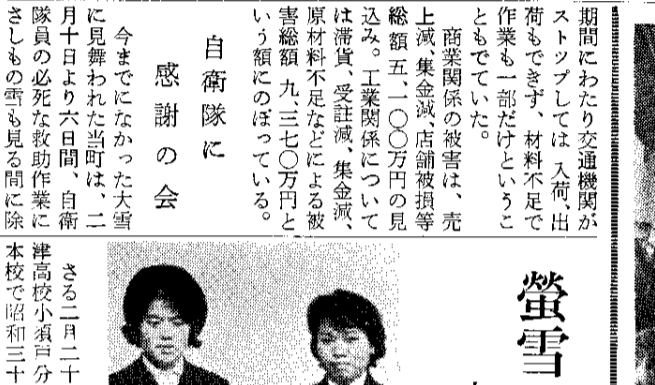 期間にわたり交通機関が
ストップしては 入荷、出
荷もできず、材料不足で
作業も一部だけというこ
ともでていた。
商業関係の被害は、売
上減、集金減、店舗被損等
総額五、一〇〇万円の見
込み。工業関係について
は滞貨、受註減、集金減、
原材料不足などによる被
害総額 九、三七〇万円と
いう額にのぼっている。
自衛隊に
感謝の会
今までになかった大雪
に見舞われた当町は、二
月十日より六日間、自衛
隊員の必死な救助作業に
さしもの雪も見る間に除
螢雪
さる二月二十
津高校小須戸分
本校で昭和三十